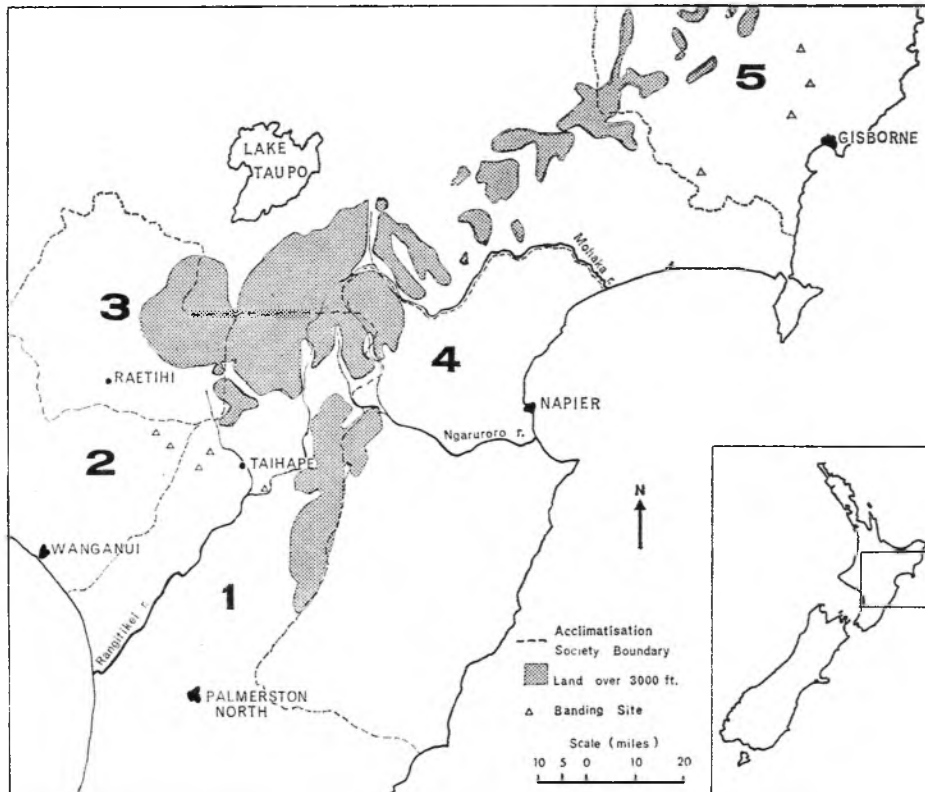 5
GISBORNE
LAKE
TAUPO
Mohaka r.
3
4
RAETIHI
NAPIER
Ngaruroro r.
2
TAIHAPE
WANGANUI
N
1
Rangitikei r.
PALMERSTON
NORTH
Acclimatisation
Society Boundary
Land over 3000 ft.
Banding Site
Scale (miles)
10 5 0 10 20